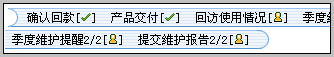 确认回款[✓] 产品交付[✓] 回访使用情况[] 季度
季度维护提醒2/2[] 提交维护报告2/2[]